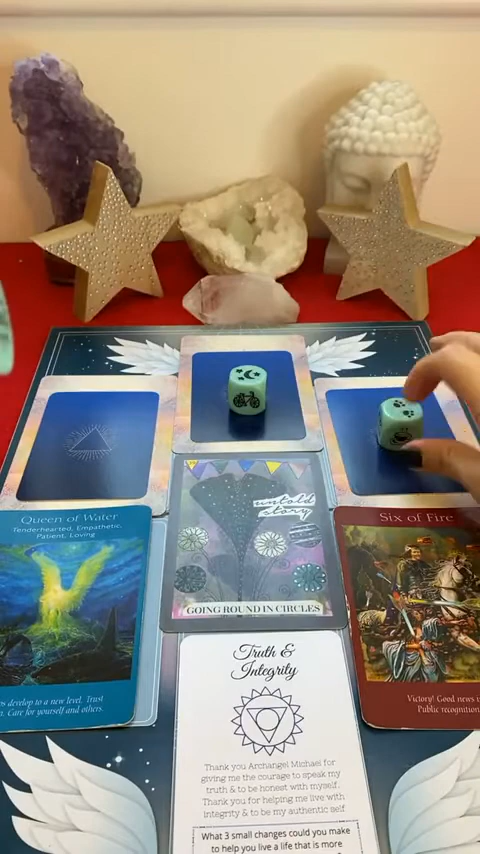 Queen of Water
Tenderhearted, Empathetic,
Patient, Loving
develop to a new level. Trust
Care for yourself and others.
untold
story
GOING ROUND IN CIRCLES
Six of Fire
Victory! Good news
Public recognition
Truth &
Integrity
Thank you Archangel Michael for
giving me the courage to speak my
truth & to be honest with myself.
Thank you for helping me live with
integrity & to be my authentic self.
What 3 small changes could you make
to help you live a life that is more